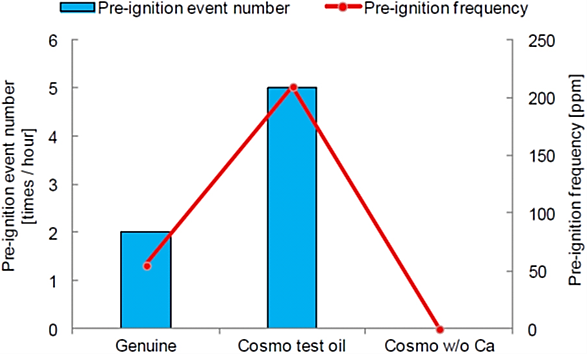 Pre-ignition event number
Pre-ignition frequency
Pre-ignition event number
[times / hour]
6
5
4
3
2
1
0
250
200
150
100
50
0
Pre-ignition frequency [ppm]
Genuine
Cosmo test oil
Cosmo w/o Ca